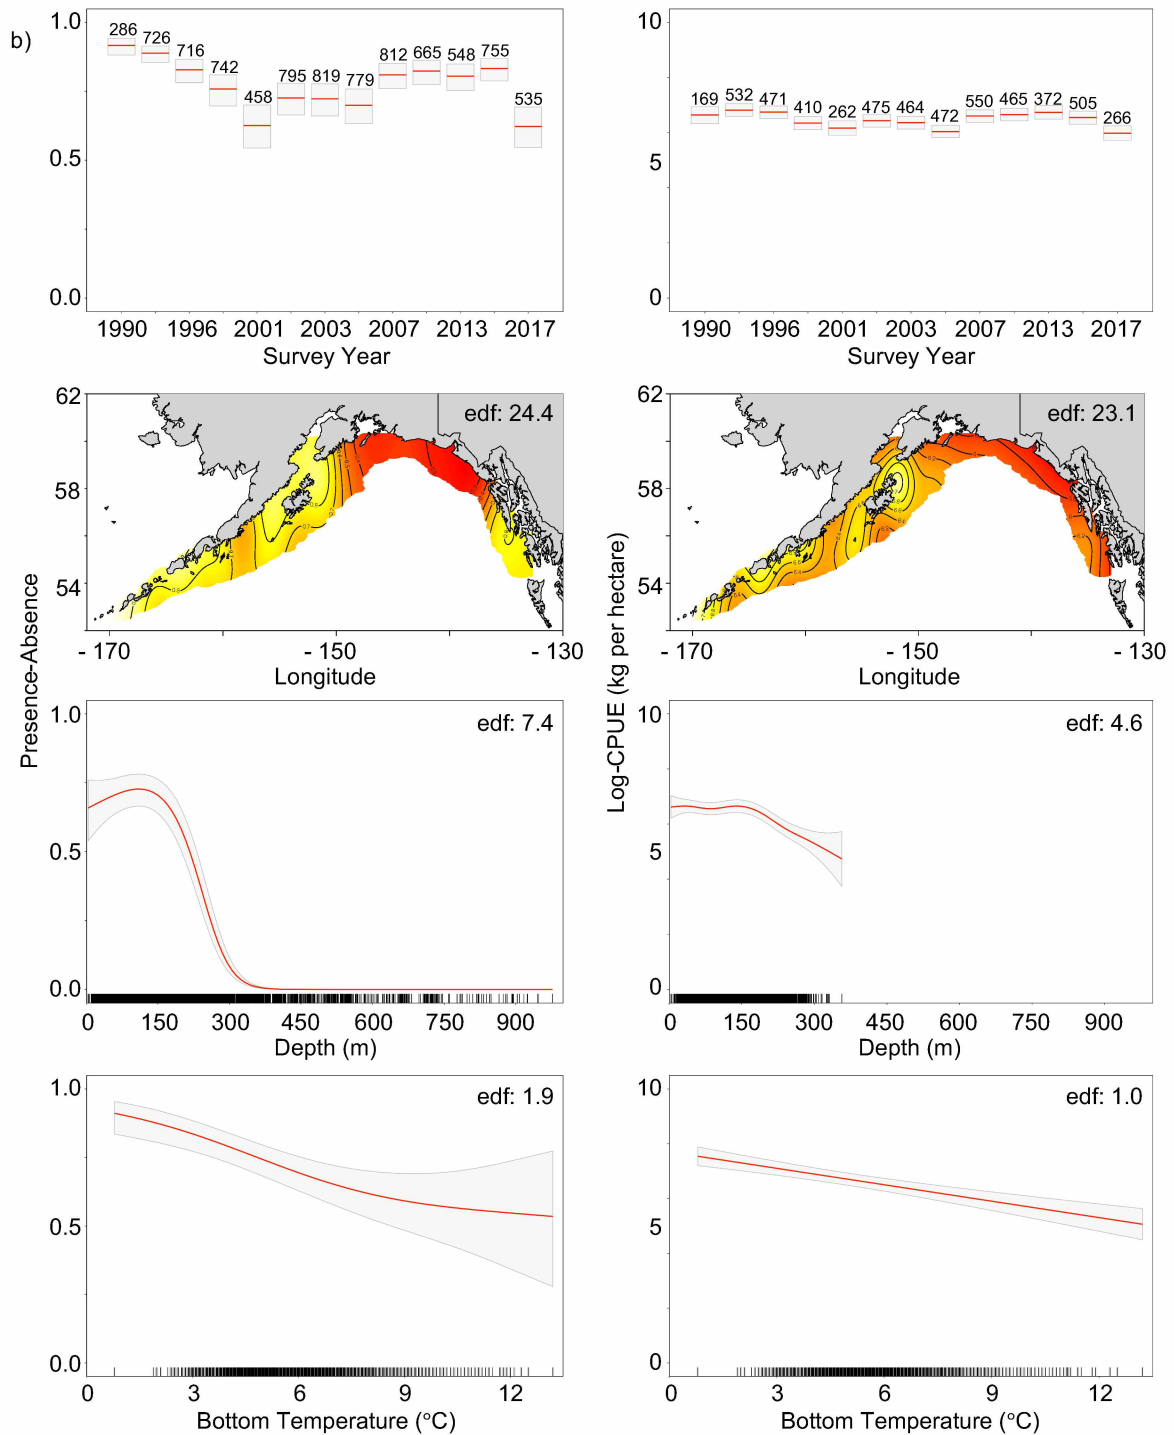 b)
1.0
0.5
0.0
286
726
716
742
458
795
819
779
812
665
548
755
535
1990 1996 2001 2003 2007 2013 2017
Survey Year
10
5
0
169
532
471
410
262
475
464
472
550
465
372
505
266
1990 1996 2001 2003 2007 2013 2017
Survey Year
Presence-Absence
62
58
54
edf: 24.4
- 170 - 150 - 130
Longitude
Log-CPUE (kg per hectare)
62
58
54
edf: 23.1
- 170 - 150 - 130
Longitude
1.0
0.5
0.0
edf: 7.4
0 150 300 450 600 750 900
Depth (m)
10
5
0
edf: 4.6
0 150 300 450 600 750 900
Depth (m)
1.0
0.5
0.0
edf: 1.9
0 3 6 9 12
Bottom Temperature (°C)
10
5
0
edf: 1.0
0 3 6 9 12
Bottom Temperature (°C)